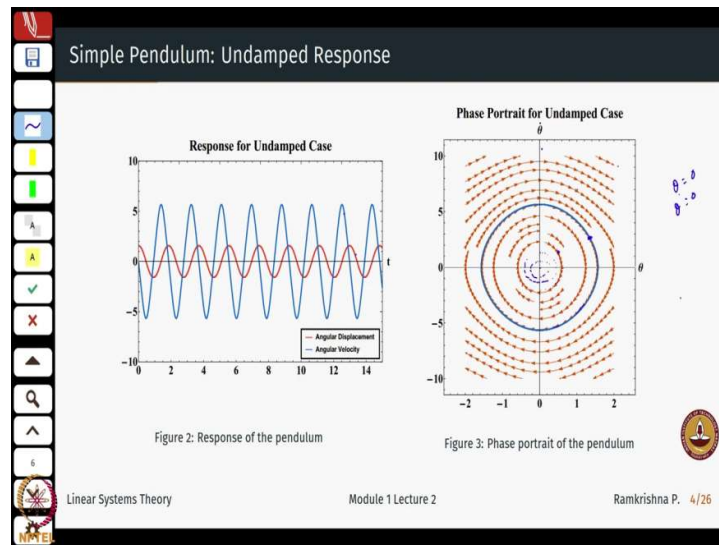 Simple Pendulum: Undamped Response
Response for Undamped Case
10
5
0
−5
−10
t
0 2 4 6 8 10 12 14
Angular Displacement
Angular Velocity
Figure 2: Response of the pendulum
Phase Portrait for Undamped Case
θ̇
10
5
0
−5
−10
θ
−2 −1 0 1 2
Figure 3: Phase portrait of the pendulum
A
A
6
NPTEL
Linear Systems Theory
Module 1 Lecture 2
Ramkrishna P. 4/26